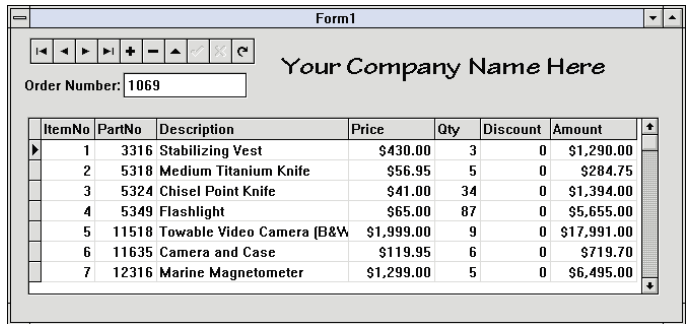 Form1
Your Company Name Here
Order Number: 1069
ItemNo PartNo Description Price Qty Discount Amount
1 3316 Stabilizing Vest $430.00 3 0 $1,290.00
2 5318 Medium Titanium Knife $56.95 5 0 $284.75
3 5324 Chisel Point Knife $41.00 34 0 $1,394.00
4 5349 Flashlight $65.00 87 0 $5,655.00
5 11518 Towable Video Camera (B&W $1,999.00 9 0 $17,991.00
6 11635 Camera and Case $119.95 6 0 $719.70
7 12316 Marine Magnetometer $1,299.00 5 0 $6,495.00